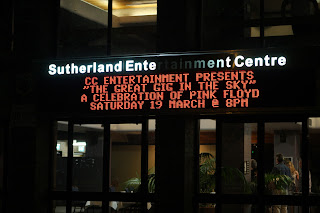 Sutherland Entertainment Centre
CC ENTERTAINMENT PRESENTS
"THE GREAT GIG IN THE SKY"
A CELEBRATION OF PINK FLOYD
SATURDAY 19 MARCH @ 8PM